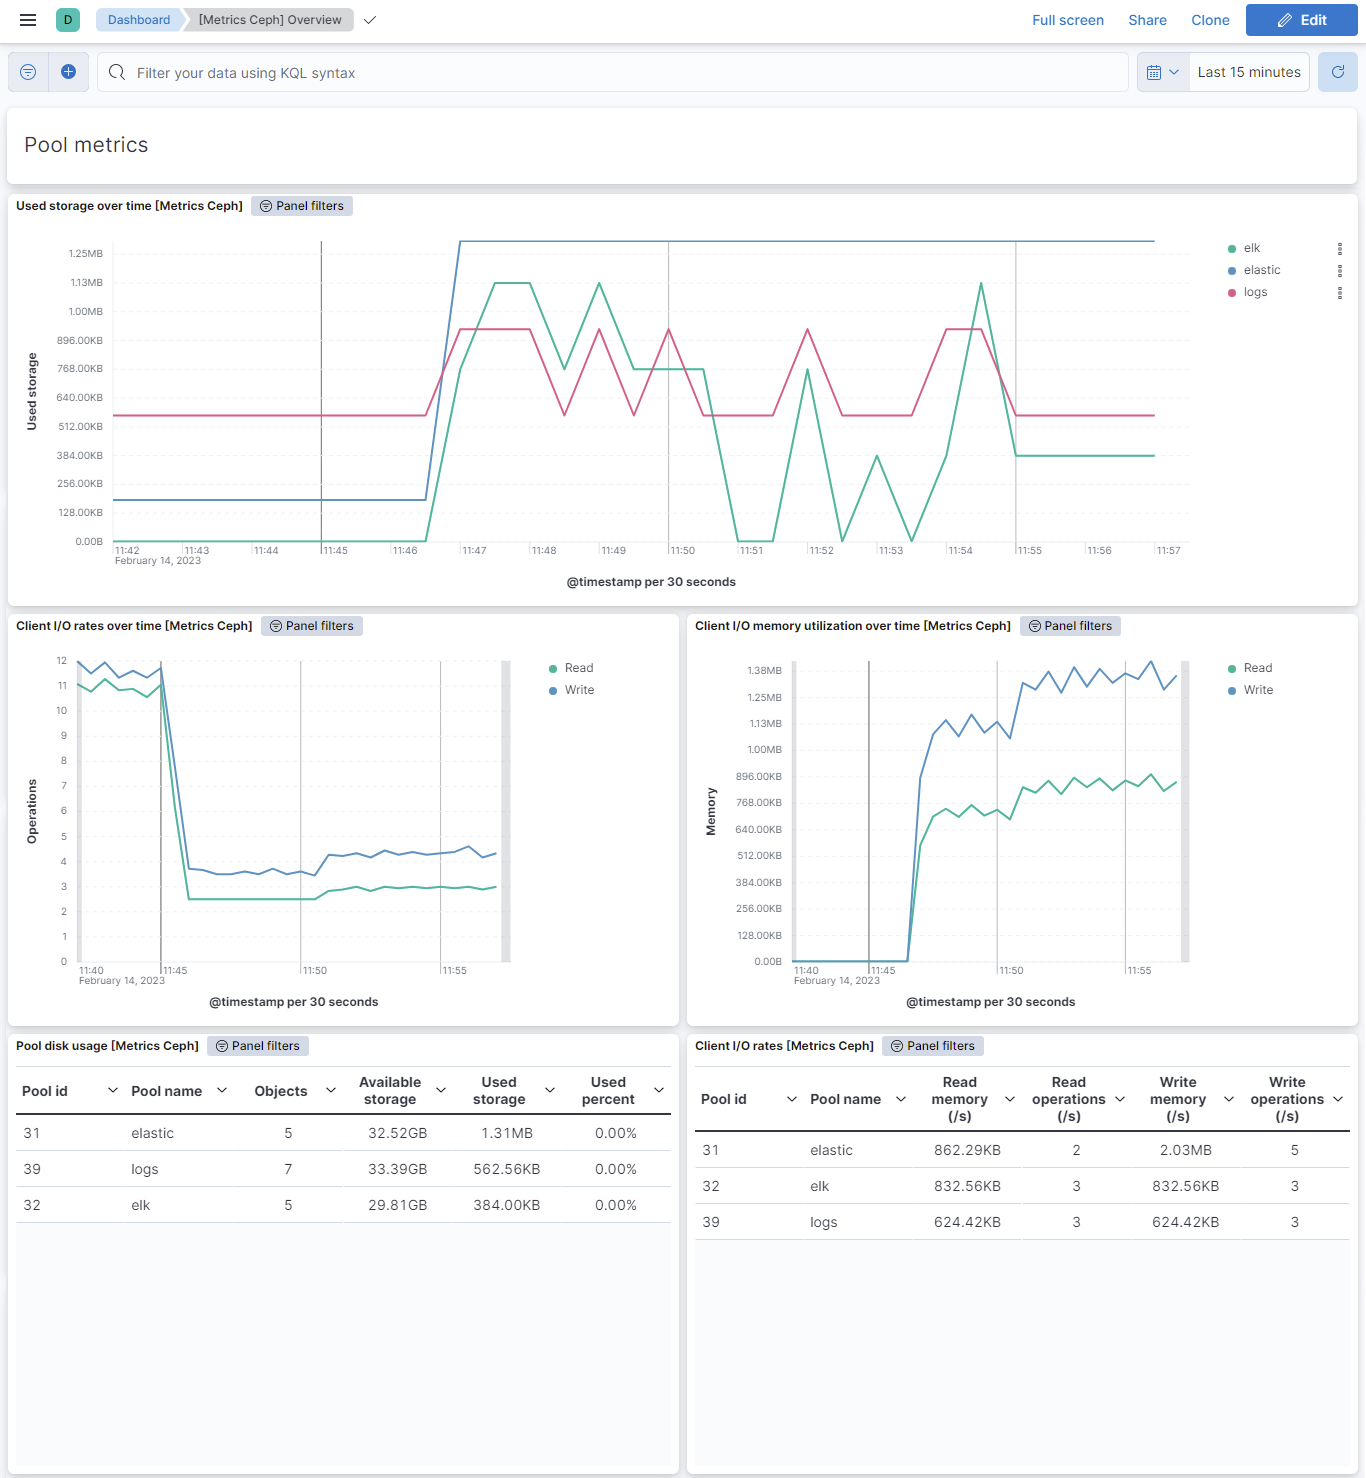 D Dashboard [Metrics Ceph] Overview Full screen Share Clone Edit
Filter your data using KQL syntax Last 15 minutes
Pool metrics
Used storage over time [Metrics Ceph] Panel filters
1.25MB
1.13MB
1.00MB
896.00KB
768.00KB
640.00KB
512.00KB
384.00KB
256.00KB
128.00KB
0.00B
Used storage
11:42 11:43 11:44 11:45 11:46 11:47 11:48 11:49 11:50 11:51 11:52 11:53 11:54 11:55 11:56 11:57
February 14, 2023
@timestamp per 30 seconds
elk
elastic
logs
Client I/O rates over time [Metrics Ceph] Panel filters
12
11
10
9
8
7
6
5
4
3
2
1
0
Operations
11:40 11:45 11:50 11:55
February 14, 2023
@timestamp per 30 seconds
Read
Write
Client I/O memory utilization over time [Metrics Ceph] Panel filters
1.38MB
1.25MB
1.13MB
1.00MB
896.00KB
768.00KB
640.00KB
512.00KB
384.00KB
256.00KB
128.00KB
0.00B
Memory
11:40 11:45 11:50 11:55
February 14, 2023
@timestamp per 30 seconds
Read
Write
Pool disk usage [Metrics Ceph] Panel filters
Pool id Pool name Objects Available storage Used storage Used percent
31 elastic 5 32.52GB 1.31MB 0.00%
39 logs 7 33.39GB 562.56KB 0.00%
32 elk 5 29.81GB 384.00KB 0.00%
Client I/O rates [Metrics Ceph] Panel filters
Pool id Pool name Read memory (/s) Read operations (/s) Write memory (/s) Write operations (/s)
31 elastic 862.29KB 2 2.03MB 5
32 elk 832.56KB 3 832.56KB 3
39 logs 624.42KB 3 624.42KB 3